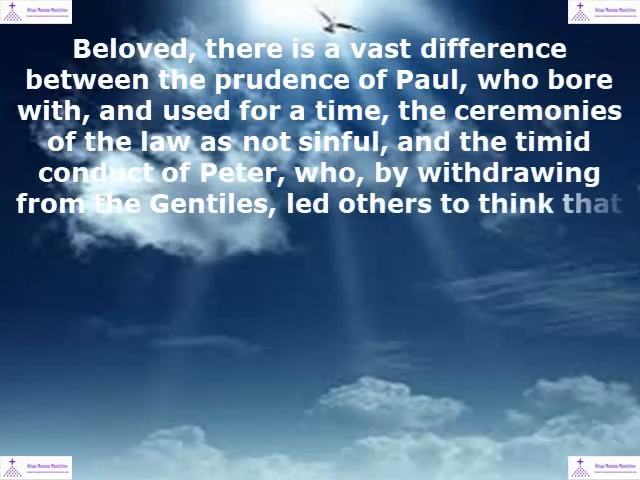 Beloved, there is a vast difference
between the prudence of Paul, who bore
with, and used for a time, the ceremonies
of the law as not sinful, and the timid
conduct of Peter, who, by withdrawing
from the Gentiles, led others to think that